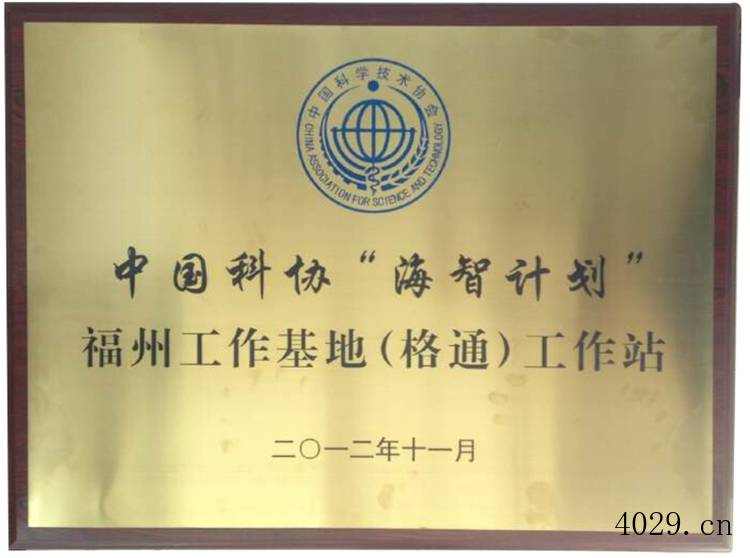 中国科学技术协会
CHINA ASSOCIATION FOR SCIENCE AND TECHNOLOGY
中国科协“海智计划”
福州工作基地(格通)工作站
二〇一二年十一月
4029.cn